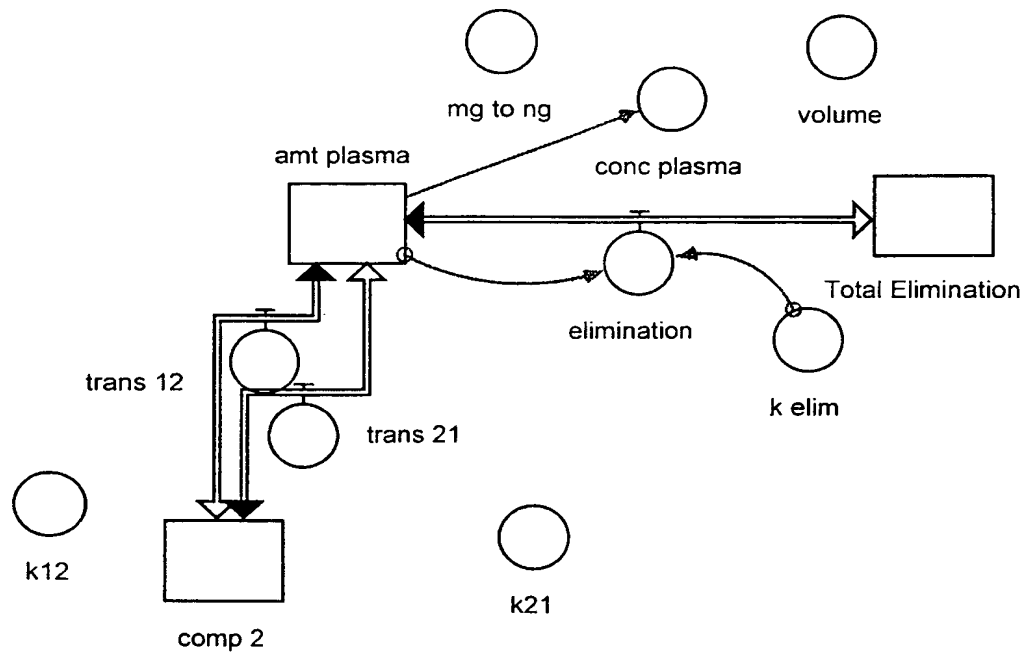 mg to ng
volume
amt plasma
conc plasma
Total Elimination
elimination
trans 12
k elim
trans 21
k12
k21
comp 2